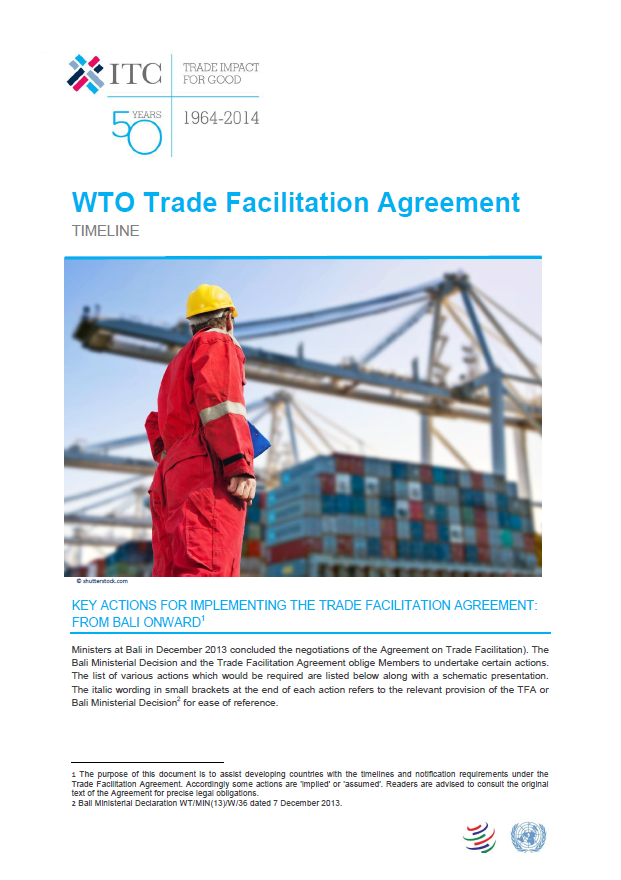 ITC
TRADE IMPACT
FOR GOOD
50 YEARS
1964-2014
WTO Trade Facilitation Agreement
TIMELINE
© shutterstock.com
KEY ACTIONS FOR IMPLEMENTING THE TRADE FACILITATION AGREEMENT:
FROM BALI ONWARD1
Ministers at Bali in December 2013 concluded the negotiations of the Agreement on Trade Facilitation). The
Bali Ministerial Decision and the Trade Facilitation Agreement oblige Members to undertake certain actions.
The list of various actions which would be required are listed below along with a schematic presentation.
The italic wording in small brackets at the end of each action refers to the relevant provision of the TFA or
Bali Ministerial Decision2 for ease of reference.
1 The purpose of this document is to assist developing countries with the timelines and notification requirements under the
Trade Facilitation Agreement. Accordingly some actions are 'implied' or 'assumed'. Readers are advised to consult the original
text of the Agreement for precise legal obligations.
2 Bali Ministerial Declaration WT/MIN(13)/W/36 dated 7 December 2013.